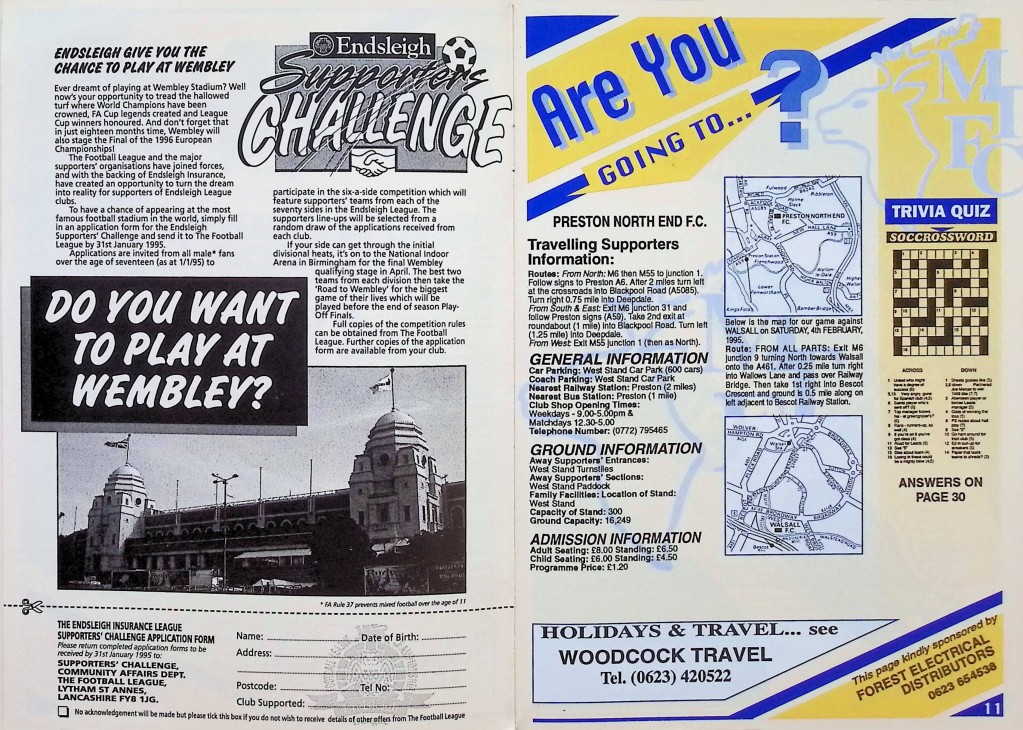 ENDSLEIGH GIVE YOU THE
CHANCE TO PLAY AT WEMBLEY
Ever dreamt of playing at Wembley Stadium? Well
now's your opportunity to tread the hallowed
turf where World Champions have been
crowned, FA Cup legends created and League
Cup winners honoured. And don't forget that
in just eighteen months time, Wembley will
also stage the Final of the 1996 European
Championships!
The Football League and the major
supporters' organisations have joined forces,
and with the backing of Endsleigh Insurance,
have created an opportunity to turn the dream
into reality for supporters of Endsleigh League
clubs.
To have a chance of appearing at the most
famous football stadium in the world, simply fill
in an application form for the Endsleigh
Supporters' Challenge and send it to The Football
League by 31st January 1995.
Applications are invited from all male* fans
over the age of seventeen (as at 1/1/95) to
Endsleigh
Supporters
CHALLENGE
participate in the six-a-side competition which will
feature supporters' teams from each of the
seventy sides in the Endsleigh League. The
supporters line-ups will be selected from a
random draw of the applications received from
each club.
If your side can get through the initial
divisional heats, it's on to the National Indoor
Arena in Birmingham for the final Wembley
qualifying stage in April. The best two
teams from each division then take the
'Road to Wembley' for the biggest
game of their lives which will be
played before the end of season Play-
Off Finals.
Full copies of the competition rules
can be obtained from The Football
League. Further copies of the application
form are available from your club.
DO YOU WANT
TO PLAY AT
WEMBLEY?
* FA Rule 37 prevents mixed football over the age of 11
THE ENDSLEIGH INSURANCE LEAGUE
SUPPORTERS' CHALLENGE APPLICATION FORM
Please return completed application forms to be
received by 31st January 1995 to:
SUPPORTERS' CHALLENGE,
COMMUNITY AFFAIRS DEPT.
THE FOOTBALL LEAGUE,
LYTHAM ST ANNES,
LANCASHIRE FY8 1JG.
Name: Date of Birth:
Address:
Postcode: Tel No:
Club Supported:
No acknowledgement will be made but please tick this box if you do not wish to receive details of other offers from The Football League
Are You
GOING TO...
?
MTFC
PRESTON NORTH END F.C.
Travelling Supporters
Information:
Routes: From North: M6 then M55 to junction 1.
Follow signs to Preston A6. After 2 miles turn left
at the crossroads into Blackpool Road (A5085).
Turn right 0.75 mile into Deepdale.
From South & East: Exit M6 junction 31 and
follow Preston signs (A59). Take 2nd exit at
roundabout (1 mile) into Blackpool Road. Turn left
(1.25 mile) into Deepdale.
From West: Exit M55 junction 1 (then as North).
GENERAL INFORMATION
Car Parking: West Stand Car Park (600 cars)
Coach Parking: West Stand Car Park
Nearest Railway Station: Preston (2 miles)
Nearest Bus Station: Preston (1 mile)
Club Shop Opening Times:
Weekdays - 9.00-5.00pm &
Matchdays 12.30-5.00
Telephone Number: (0772) 795465
GROUND INFORMATION
Away Supporters' Entrances:
West Stand Turnstiles
Away Supporters' Sections:
West Stand Paddock
Family Facilities: Location of Stand:
West Stand
Capacity of Stand: 300
Ground Capacity: 16,249
ADMISSION INFORMATION
Adult Seating: £8.00 Standing: £6.50
Child Seating: £6.00 Standing: £4.50
Programme Price: £1.20
Fulwood
Ribbleton
Holme
Slack
PRESTON NORTH END
F.C.
NEW HALL LANE
Preston Station
Frenchwood
Walton
le Dale
Lower
Penwortham
Bamber Bridge
Below is the map for our game against
WALSALL on SATURDAY, 4th FEBRUARY,
1995.
Route: FROM ALL PARTS: Exit M6
junction 9 turning North towards Walsall
onto the A461. After 0.25 mile turn right
into Wallows Lane and pass over Railway
Bridge. Then take 1st right into Bescot
Crescent and ground is 0.5 mile along on
left adjacent to Bescot Railway Station.
WOLVER-
HAMPTON RD
BROADWAY
WALSALL
F.C.
Bescot
TRIVIA QUIZ
SOCCROSSWORD
ACROSS
DOWN
ANSWERS ON
PAGE 30
HOLIDAYS & TRAVEL... see
WOODCOCK TRAVEL
Tel. (0623) 420522
This page kindly sponsored by
FOREST ELECTRICAL
DISTRIBUTORS
0623 654538
11